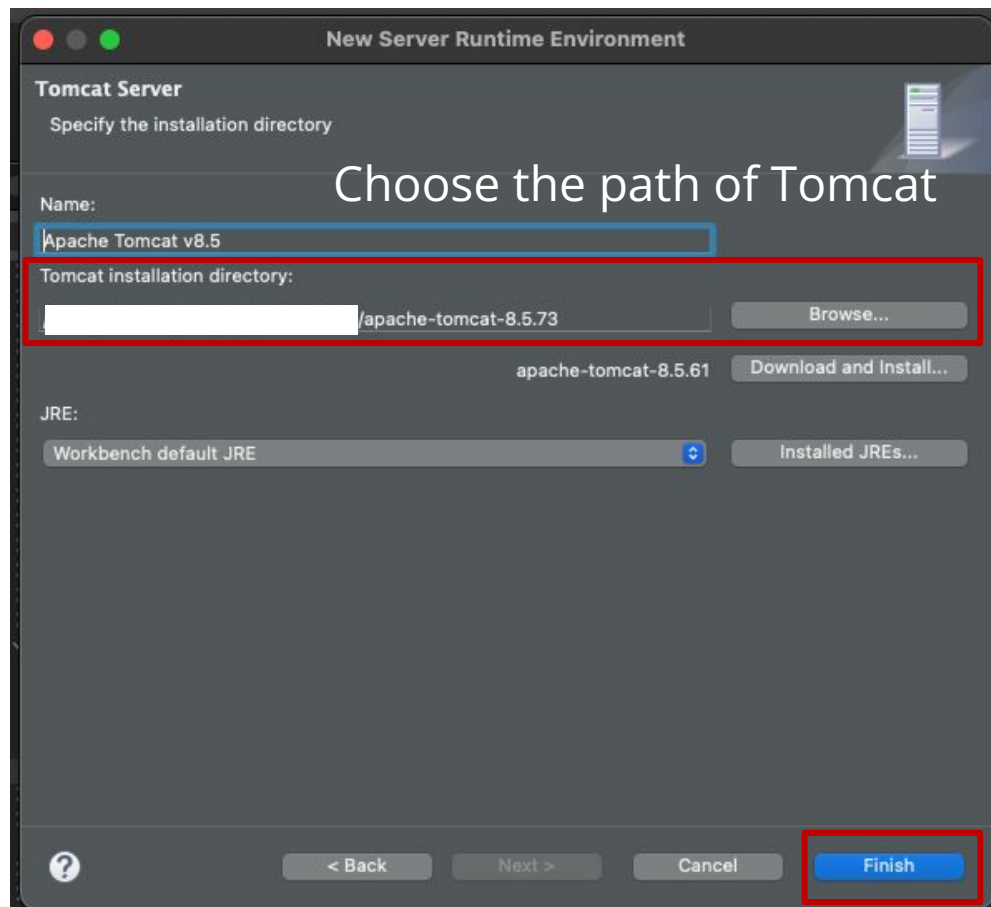 New Server Runtime Environment
Tomcat Server
Specify the installation directory
Choose the path of Tomcat
Name:
Apache Tomcat v8.5
Tomcat installation directory:
/apache-tomcat-8.5.73 Browse...
apache-tomcat-8.5.61 Download and Install...
JRE:
Workbench default JRE Installed JREs...
? < Back Next > Cancel Finish